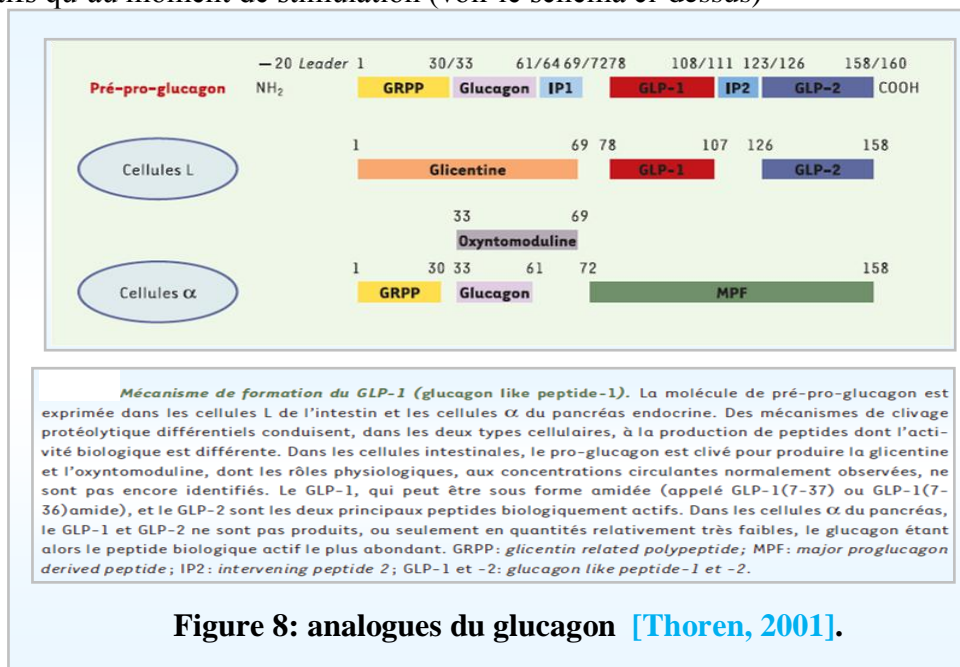 qu'au moment de stimulation (voir le schéma ci-dessus)
— 20 Leader 1 30/33 61/64 69/7278 108/111 123/126 158/160
Pré-pro-glucagon NH2 GRPP Glucagon IP1 GLP-1 IP2 GLP-2 COOH
1 69 78 107 126 158
Cellules L Glicentine GLP-1 GLP-2
33 69
Oxyntomoduline
1 30 33 61 72 158
Cellules α GRPP Glucagon MPF
Mécanisme de formation du GLP-1 (glucagon like peptide-1). La molécule de pré-pro-glucagon est
exprimée dans les cellules L de l'intestin et les cellules α du pancréas endocrine. Des mécanismes de clivage
protéolytique différentiels conduisent, dans les deux types cellulaires, à la production de peptides dont l'acti-
vité biologique est différente. Dans les cellules intestinales, le pro-glucagon est clivé pour produire la glicentine
et l'oxyntomoduline, dont les rôles physiologiques, aux concentrations circulantes normalement observées, ne
sont pas encore identifiés. Le GLP-1, qui peut être sous forme amidée (appelé GLP-1(7-37) ou GLP-1(7-
36)amide), et le GLP-2 sont les deux principaux peptides biologiquement actifs. Dans les cellules α du pancréas,
le GLP-1 et GLP-2 ne sont pas produits, ou seulement en quantités relativement très faibles, le glucagon étant
alors le peptide biologique actif le plus abondant. GRPP: glicentin related polypeptide; MPF: major proglucagon
derived peptide; IP2: intervening peptide 2; GLP-1 et -2: glucagon like peptide-1 et -2.
Figure 8: analogues du glucagon [Thoren, 2001].